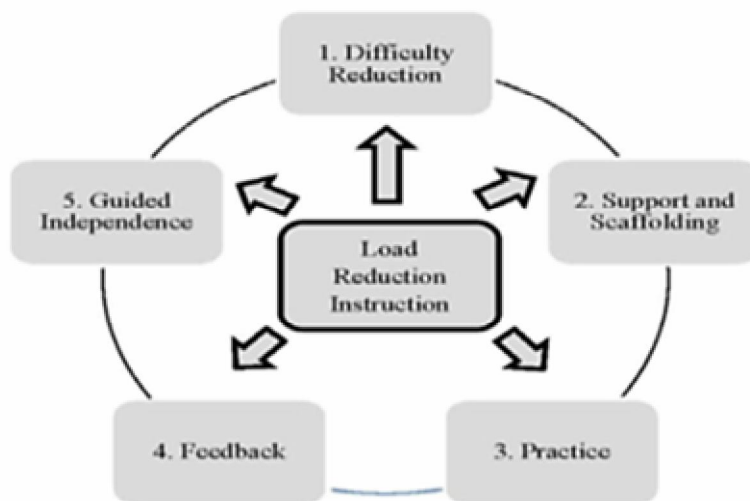 1. Difficulty
Reduction
5. Guided
Independence
2. Support and
Scaffolding
Load
Reduction
Instruction
4. Feedback
3. Practice